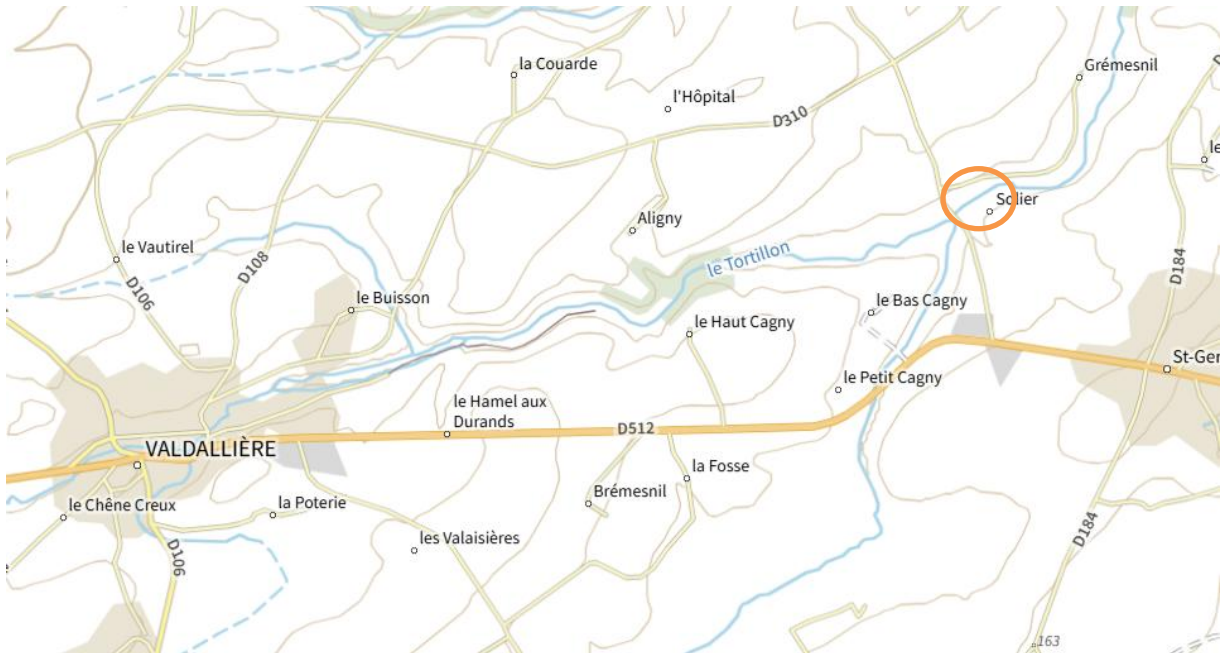 la Couarde
Grémesnil
l'Hôpital
D310
le
Solier
Aligny
le Vautirel
D108
le Tortillon
D184
D106
le Buisson
le Bas Cagny
le Haut Cagny
St-Ger
le Petit Cagny
le Hamel aux
Durands
D512
VALDALLIÈRE
la Fosse
le Chêne Creux
la Poterie
Brémesnil
les Valaisières
D106
D184
163